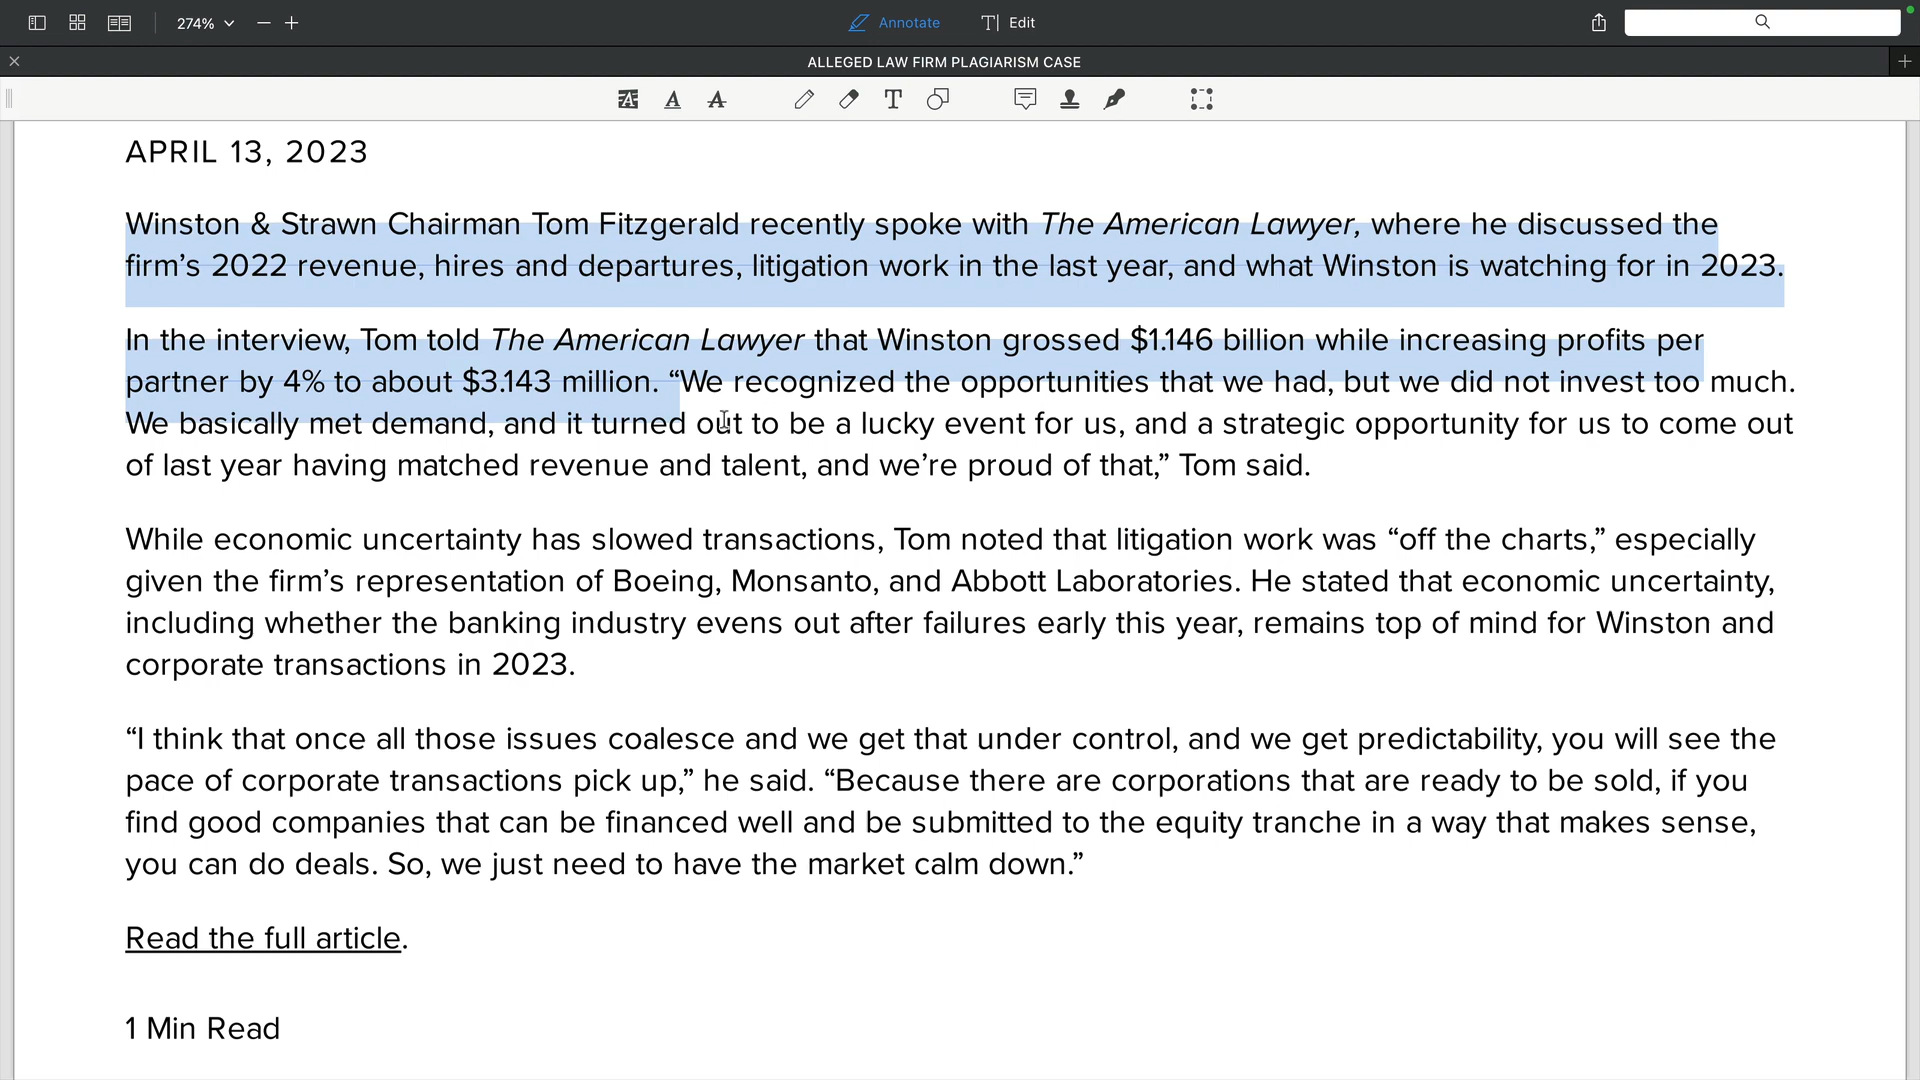 274%
Annotate
Edit
ALLEGED LAW FIRM PLAGIARISM CASE
APRIL 13, 2023
Winston & Strawn Chairman Tom Fitzgerald recently spoke with The American Lawyer, where he discussed the
firm’s 2022 revenue, hires and departures, litigation work in the last year, and what Winston is watching for in 2023.
In the interview, Tom told The American Lawyer that Winston grossed $1.146 billion while increasing profits per
partner by 4% to about $3.143 million. “We recognized the opportunities that we had, but we did not invest too much.
We basically met demand, and it turned out to be a lucky event for us, and a strategic opportunity for us to come out
of last year having matched revenue and talent, and we’re proud of that,” Tom said.
While economic uncertainty has slowed transactions, Tom noted that litigation work was “off the charts,” especially
given the firm’s representation of Boeing, Monsanto, and Abbott Laboratories. He stated that economic uncertainty,
including whether the banking industry evens out after failures early this year, remains top of mind for Winston and
corporate transactions in 2023.
“I think that once all those issues coalesce and we get that under control, and we get predictability, you will see the
pace of corporate transactions pick up,” he said. “Because there are corporations that are ready to be sold, if you
find good companies that can be financed well and be submitted to the equity tranche in a way that makes sense,
you can do deals. So, we just need to have the market calm down.”
Read the full article.
1 Min Read